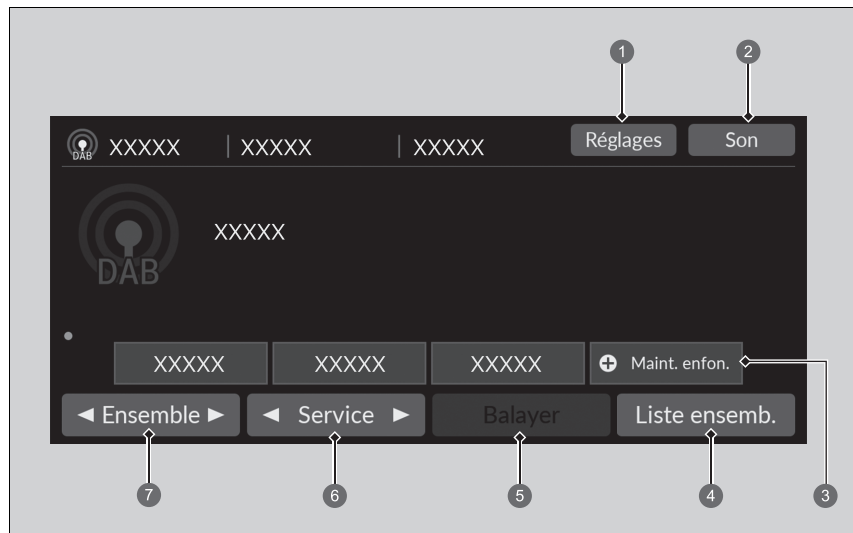 1 2
DAB XXXXX | XXXXX | XXXXX Réglages Son
DAB XXXXX
XXXXX XXXXX XXXXX Maint. enfon.
◄ Ensemble ► ◄ Service ► Balayer Liste ensemb.
7 6 5 4 3